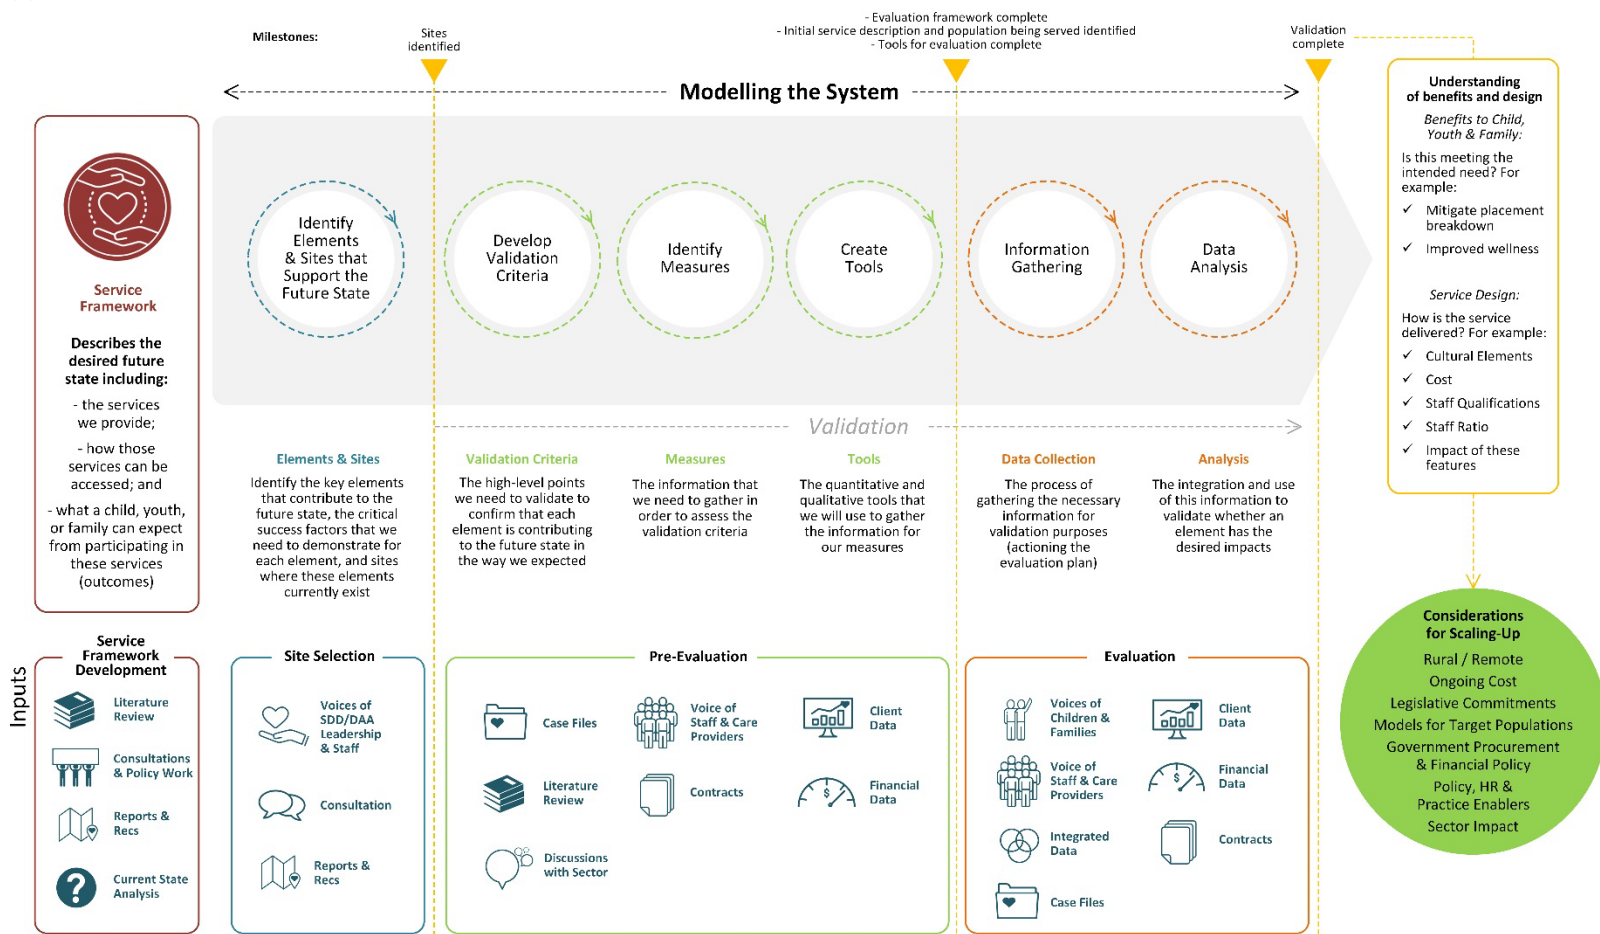 Milestones:
Sites
identified
- Evaluation framework complete
- Initial service description and population being served identified
- Tools for evaluation complete
Validation
complete
Modelling the System
Service
Framework
Describes the
desired future
state including:
- the services
we provide;
- how those
services can be
accessed; and
- what a child, youth,
or family can expect
from participating in
these services
(outcomes)
Identify
Elements
& Sites that
Support the
Future State
Develop
Validation
Criteria
Identify
Measures
Create
Tools
Information
Gathering
Data
Analysis
Validation
Elements & Sites
Identify the key elements
that contribute to the
future state, the critical
success factors that we
need to demonstrate for
each element, and sites
where these elements
currently exist
Validation Criteria
The high-level points
we need to validate to
confirm that each
element is contributing
to the future state in
the way we expected
Measures
The information that
we need to gather in
order to assess the
validation criteria
Tools
The quantitative and
qualitative tools that
we will use to gather
the information for
our measures
Data Collection
The process of
gathering the necessary
information for
validation purposes
(actioning the
evaluation plan)
Analysis
The integration and use
of this information to
validate whether an
element has the
desired impacts
Understanding
of benefits and design
Benefits to Child,
Youth & Family:
Is this meeting the
intended need? For
example:
✓ Mitigate placement
breakdown
✓ Improved wellness
Service Design:
How is the service
delivered? For example:
✓ Cultural Elements
✓ Cost
✓ Staff Qualifications
✓ Staff Ratio
✓ Impact of these
features
Inputs
Service
Framework
Development
Literature
Review
Consultations
& Policy Work
Reports &
Recs
Current State
Analysis
Site Selection
Voices of
SDD/DAA
Leadership
& Staff
Consultation
Reports &
Recs
Pre-Evaluation
Case Files
Voice of
Staff & Care
Providers
Client
Data
Literature
Review
Contracts
Financial
Data
Discussions
with Sector
Evaluation
Voices of
Children &
Families
Client
Data
Voice of
Staff & Care
Providers
Financial
Data
Integrated
Data
Contracts
Case Files
Considerations
for Scaling-Up
Rural / Remote
Ongoing Cost
Legislative Commitments
Models for Target Populations
Government Procurement
& Financial Policy
Policy, HR &
Practice Enablers
Sector Impact